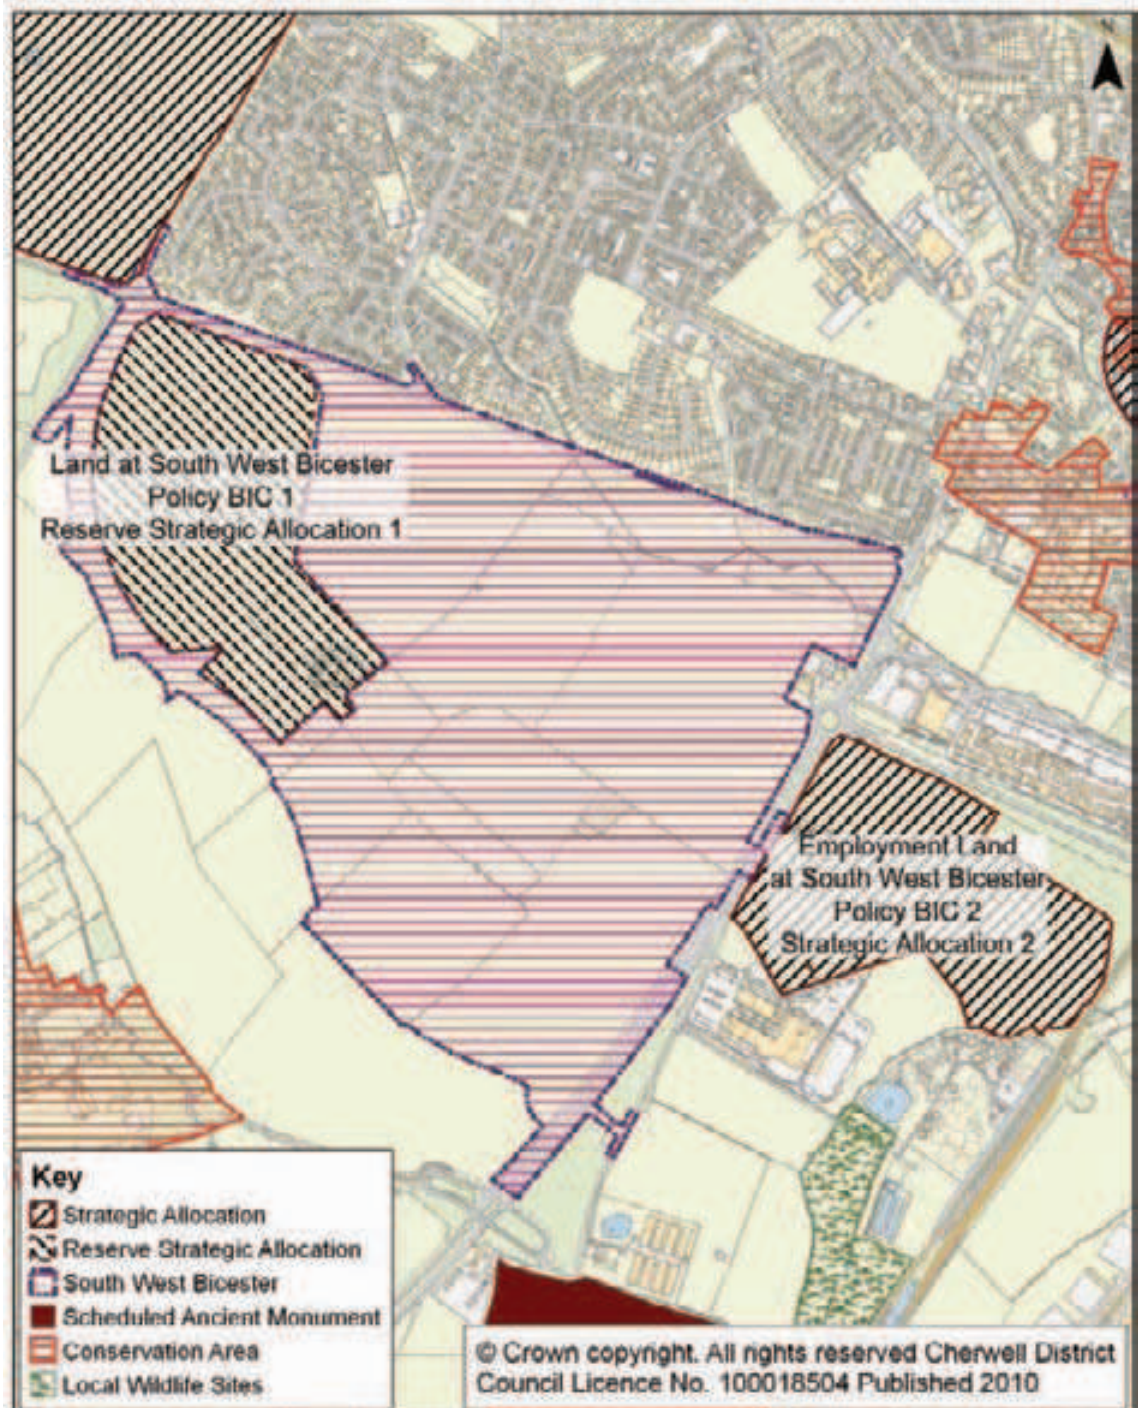 N
Land at South West Bicester
Policy BIC 1
Reserve Strategic Allocation 1
Employment Land
at South West Bicester
Policy BIC 2
Strategic Allocation 2
Key
Strategic Allocation
Reserve Strategic Allocation
South West Bicester
Scheduled Ancient Monument
Conservation Area
Local Wildlife Sites
© Crown copyright. All rights reserved Cherwell District
Council Licence No. 100018504 Published 2010